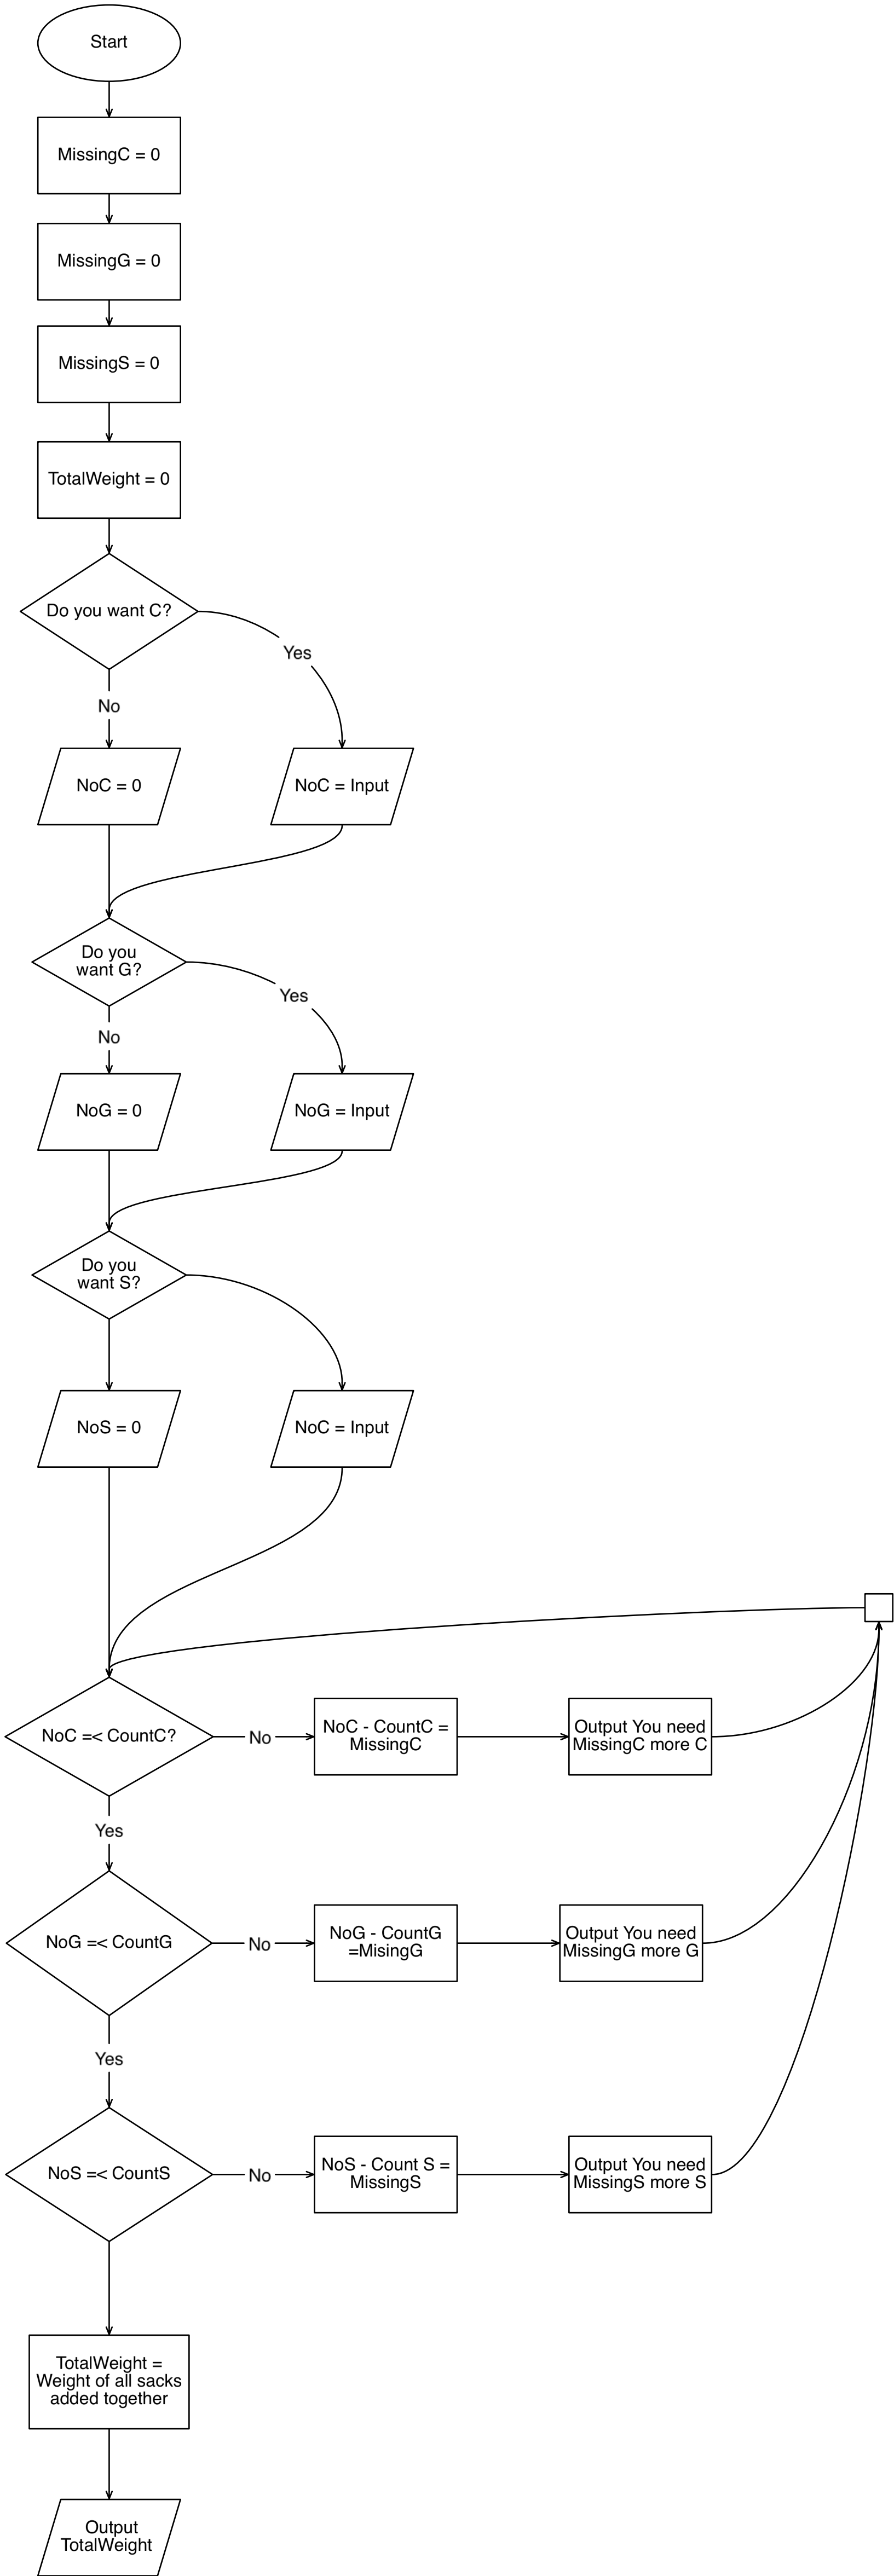 Start
MissingC = 0
MissingG = 0
MissingS = 0
TotalWeight = 0
Do you want C?
Yes
No
NoC = 0
NoC = Input
Do you
want G?
Yes
No
NoG = 0
NoG = Input
Do you
want S?
NoS = 0
NoC = Input
NoC =< CountC?
No
NoC - CountC =
MissingC
Output You need
MissingC more C
Yes
NoG =< CountG
No
NoG - CountG
=MisingG
Output You need
MissingG more G
Yes
NoS =< CountS
No
NoS - Count S =
MissingS
Output You need
MissingS more S
TotalWeight =
Weight of all sacks
added together
Output
TotalWeight